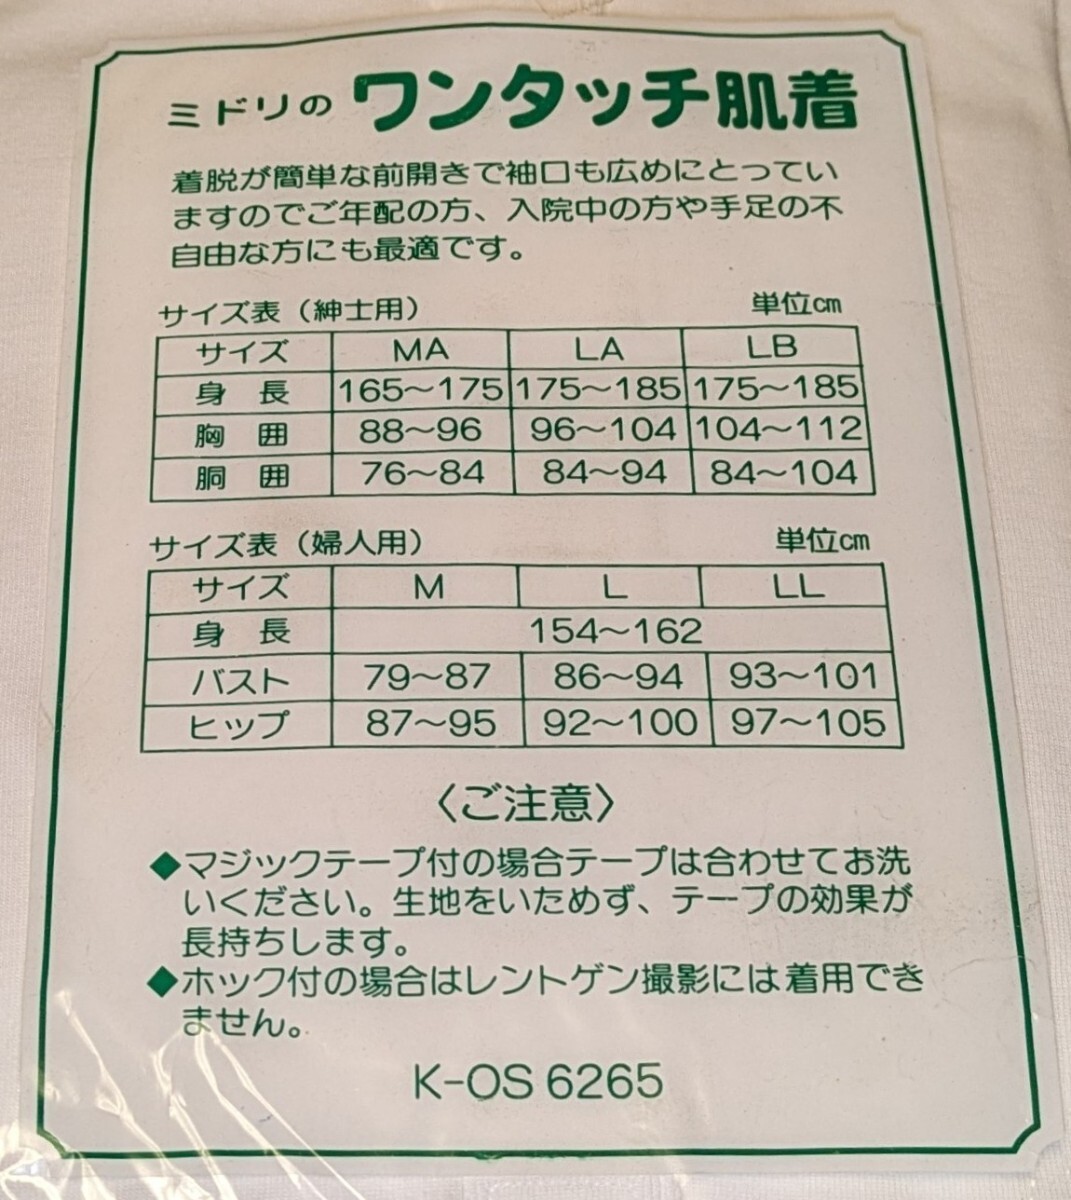 ミドリの ワンタッチ肌着
着脱が簡単な前開きで袖口も広めにとってい
ますのでご年配の方、入院中の方や手足の不
自由な方にも最適です。
サイズ表（紳士用） 単位㎝
サイズ MA LA LB
身長 165〜175 175〜185 175〜185
胸囲 88〜96 96〜104 104〜112
胴囲 76〜84 84〜94 84〜104
サイズ表（婦人用） 単位㎝
サイズ M L LL
身長 154〜162
バスト 79〜87 86〜94 93〜101
ヒップ 87〜95 92〜100 97〜105
〈ご注意〉
◆マジックテープ付の場合テープは合わせてお洗
いください。生地をいためず、テープの効果が
長持ちします。
◆ホック付の場合はレントゲン撮影には着用でき
ません。
K-OS 6265